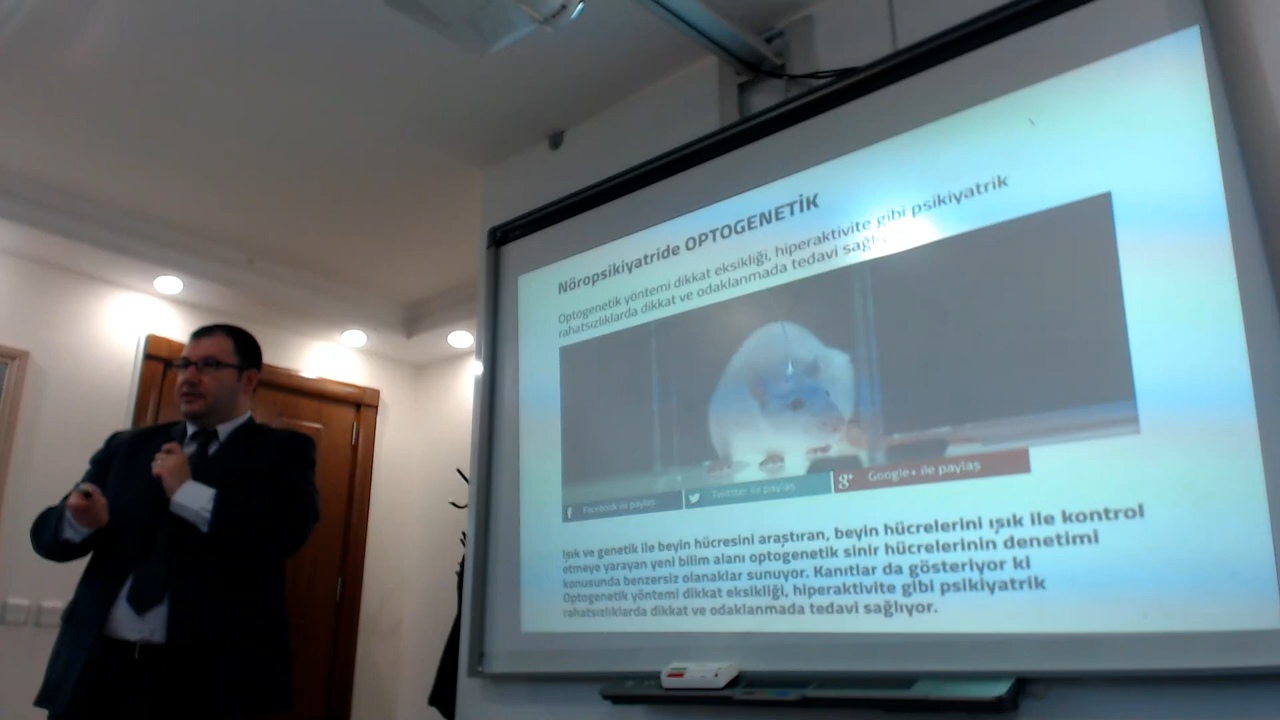 Nöropsikiyatride OPTOGENETİK
Optogenetik yöntemi dikkat eksikliği, hiperaktivite gibi psikiyatrik
rahatsızlıklarda dikkat ve odaklanmada tedavi
f Facebook'ta paylaş
Twitter ile paylaş
g+ Google+ ile paylaş
Işık ve genetik ile beyin hücresini araştıran, beyin hücrelerini ışık ile kontrol
etmeye yarayan yeni bilim alanı optogenetik sinir hücrelerinin denetimi
konusunda benzersiz olanaklar sunuyor. Kanıtlar da gösteriyor ki
Optogenetik yöntemi dikkat eksikliği, hiperaktivite gibi psikiyatrik
rahatsızlıklarda dikkat ve odaklanmada tedavi sağlıyor.